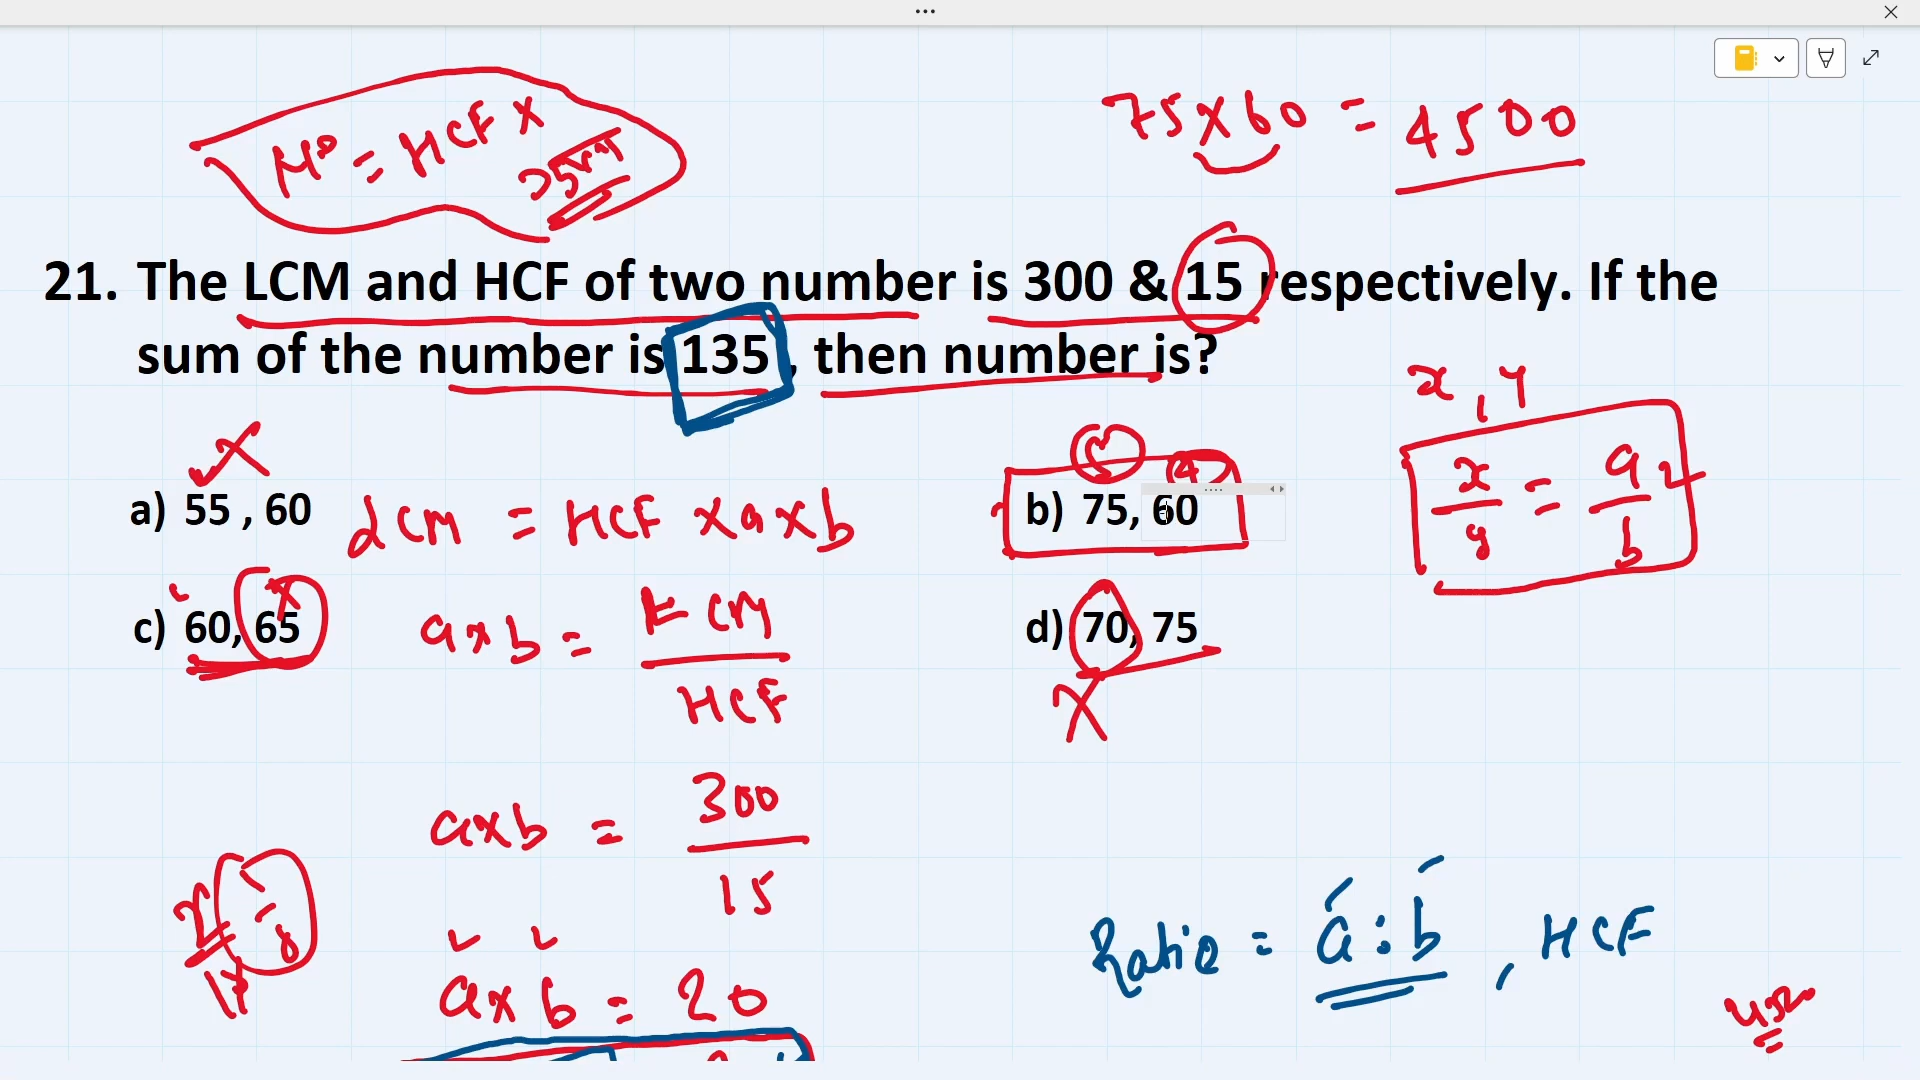 75 x 60 = 4500
No = HCF x
21. The LCM and HCF of two number is 300 & 15 respectively. If the
sum of the number is 135 , then number is?
x, y
a) 55 , 60
b) 75, 60
x/y = a/b
LCM = HCF x a x b
c) 60, 65
d) 70, 75
a x b = LCM
HCF
a x b = 300
15
Ratio = a : b , HCF
a x b = 20